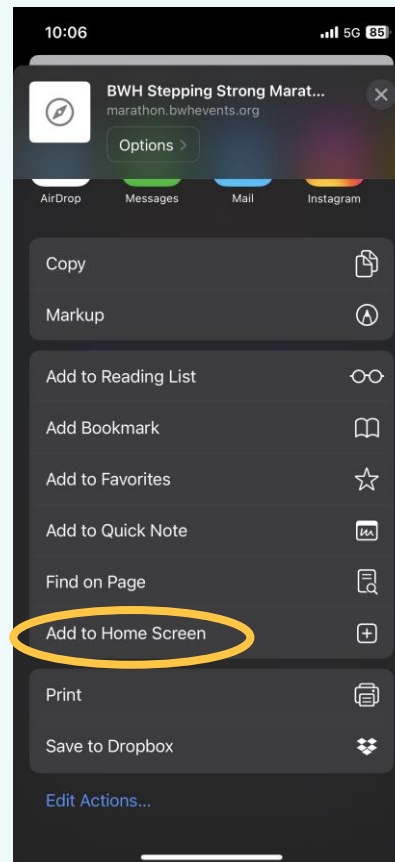 10:06
5G 85
BWH Stepping Strong Marat...
marathon.bwhevents.org
Options
AirDrop Messages Mail Instagram
Copy
Markup
Add to Reading List
Add Bookmark
Add to Favorites
Add to Quick Note
Find on Page
Add to Home Screen
Print
Save to Dropbox
Edit Actions...